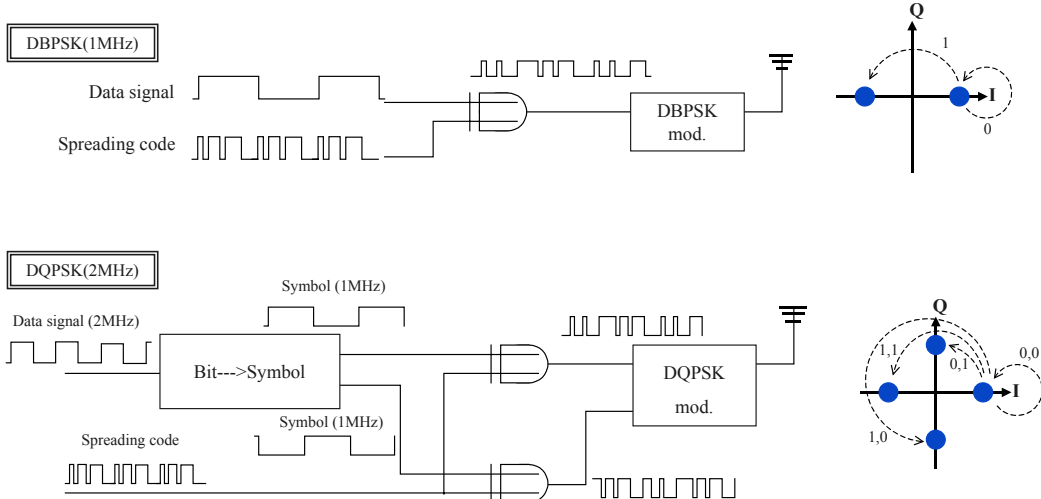 DBPSK(1MHz)
Data signal
Spreading code
DBPSK
mod.
Q
1
I
0
DQPSK(2MHz)
Symbol (1MHz)
Data signal (2MHz)
Bit--->Symbol
Symbol (1MHz)
Spreading code
DQPSK
mod.
Q
1,1
0,1
0,0
I
1,0